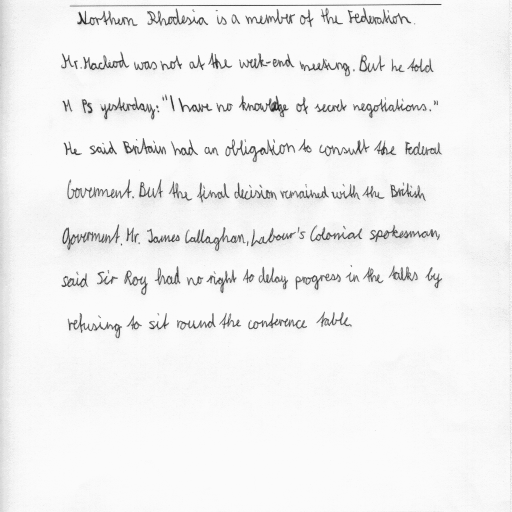 Northern Rhodesia is a member of the Federation.
Mr. Macleod was not at the week-end meeting. But he told
M Ps yesterday: "I have no knowledge of secret negotiations."
He said Britain had an obligation to consult the Federal
Goverment. But the final decision remained with the British
Goverment. Mr. James Callaghan, Labour's Colonial spokesman,
said Sir Roy had no right to delay progress in the talks by
refusing to sit round the conference table.